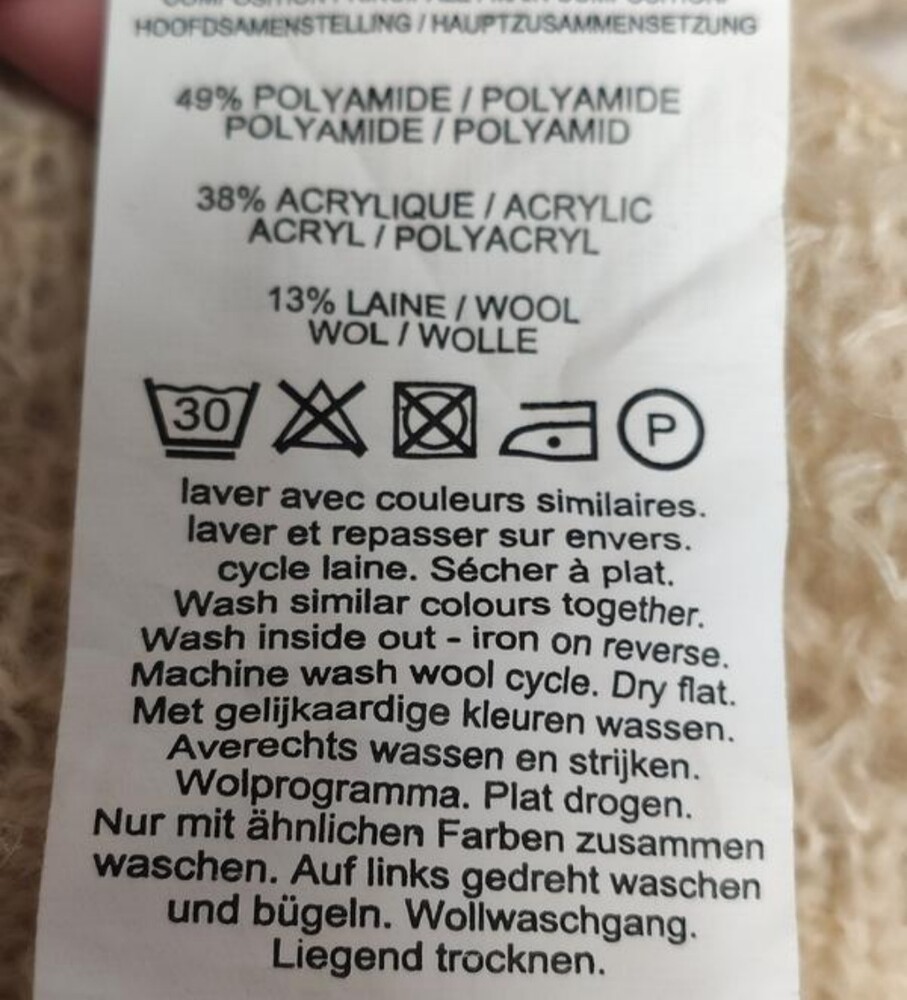 HOOFDSAMENSTELLING / HAUPTZUSAMMENSETZUNG
49% POLYAMIDE / POLYAMIDE
POLYAMIDE / POLYAMID
38% ACRYLIQUE / ACRYLIC
ACRYL / POLYACRYL
13% LAINE / WOOL
WOL / WOLLE
30 P
laver avec couleurs similaires.
laver et repasser sur envers.
cycle laine. Sécher à plat.
Wash similar colours together.
Wash inside out - iron on reverse.
Machine wash wool cycle. Dry flat.
Met gelijkaardige kleuren wassen.
Averechts wassen en strijken.
Wolprogramma. Plat drogen.
Nur mit ähnlichen Farben zusammen
waschen. Auf links gedreht waschen
und bügeln. Wollwaschgang.
Liegend trocknen.